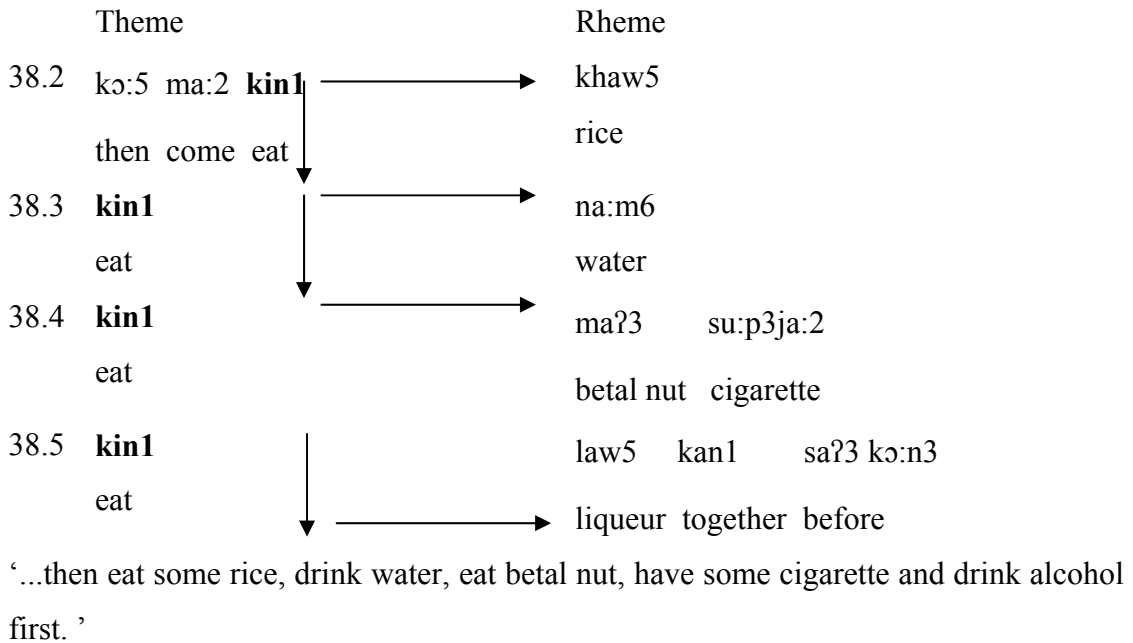 Theme Rheme
38.2 kɔ:5 ma:2 kin1 khaw5
then come eat rice
38.3 kin1 na:m6
eat water
38.4 kin1 maʔ3 su:p3ja:2
eat betal nut cigarette
38.5 kin1 law5 kan1 saʔ3 kɔ:n3
eat liqueur together before
‘...then eat some rice, drink water, eat betal nut, have some cigarette and drink alcohol
first. ’